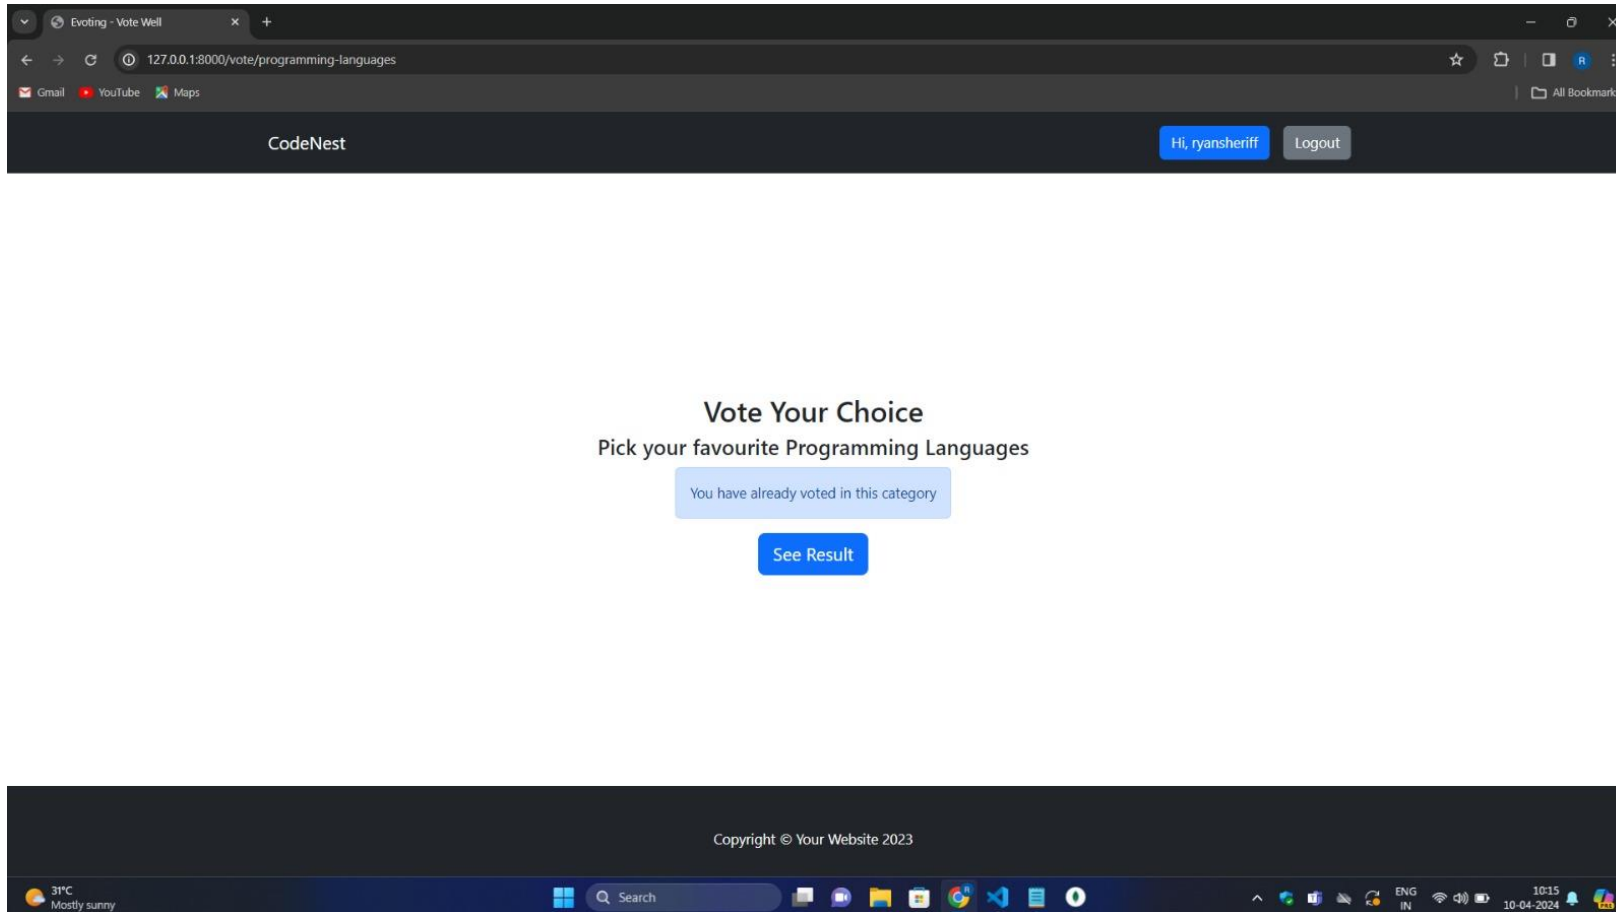 Evoting - Vote Well
127.0.0.1:8000/vote/programming-languages
R
Gmail YouTube Maps All Bookmark
CodeNest Hi, ryansheriff Logout
Vote Your Choice
Pick your favourite Programming Languages
You have already voted in this category
See Result
Copyright © Your Website 2023
31°C
Mostly sunny
Search
ENG
IN
10:15
10-04-2024
PRE